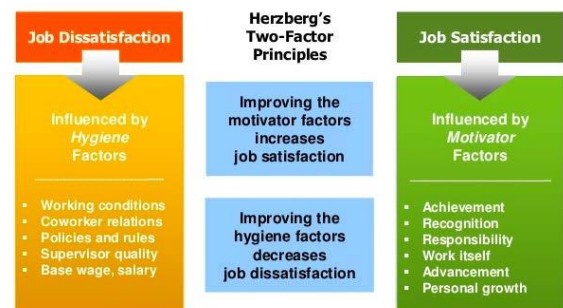 Job Dissatisfaction
Influenced by
Hygiene
Factors
▪ Working conditions
▪ Coworker relations
▪ Policies and rules
▪ Supervisor quality
▪ Base wage, salary
Herzberg's
Two-Factor
Principles
Improving the
motivator factors
increases
job satisfaction
Improving the
hygiene factors
decreases
job dissatisfaction
Job Satisfaction
Influenced by
Motivator
Factors
▪ Achievement
▪ Recognition
▪ Responsibility
▪ Work itself
▪ Advancement
▪ Personal growth